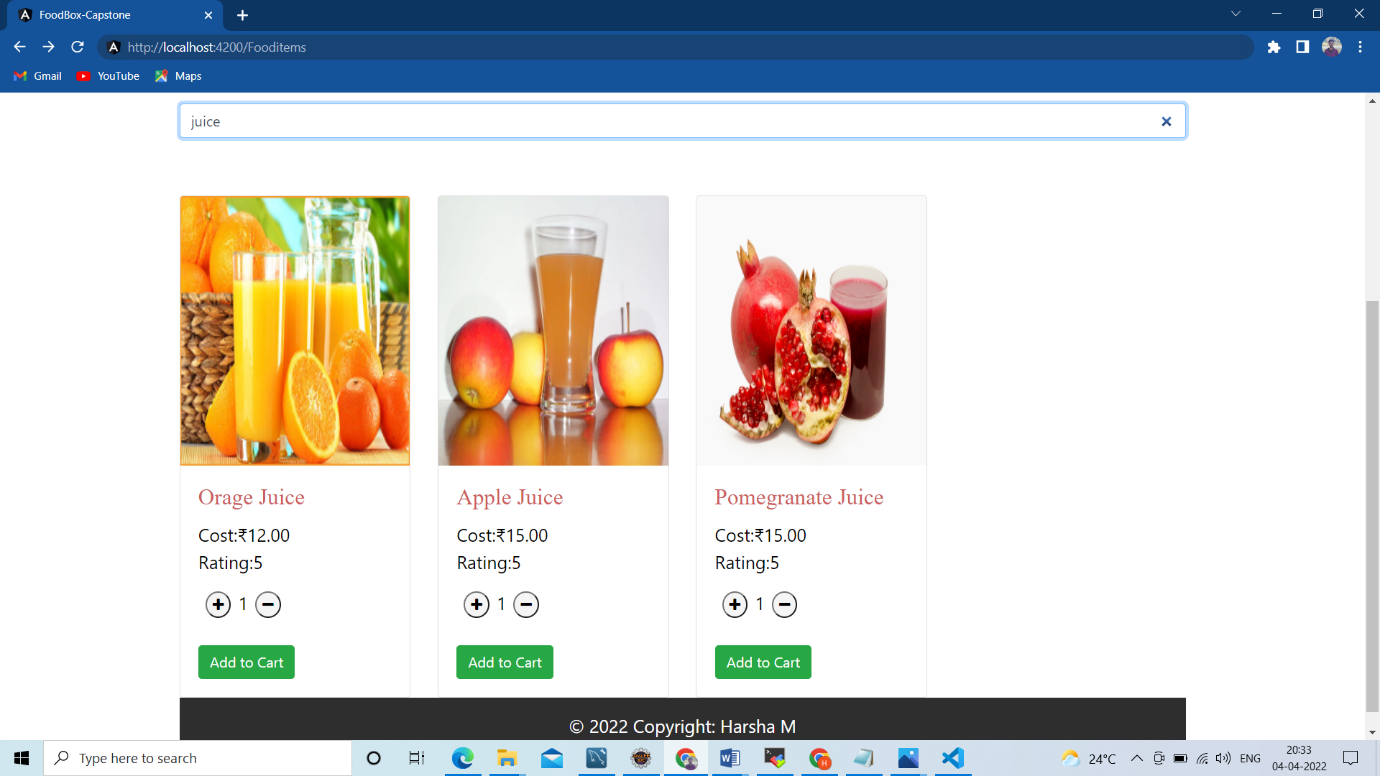 FoodBox-Capstone
http://localhost:4200/Fooditems
Gmail YouTube Maps
juice
Orage Juice
Cost:₹12.00
Rating:5
1
Add to Cart
Apple Juice
Cost:₹15.00
Rating:5
1
Add to Cart
Pomegranate Juice
Cost:₹15.00
Rating:5
1
Add to Cart
© 2022 Copyright: Harsha M
Type here to search
24°C
ENG
20:33
04-04-2022